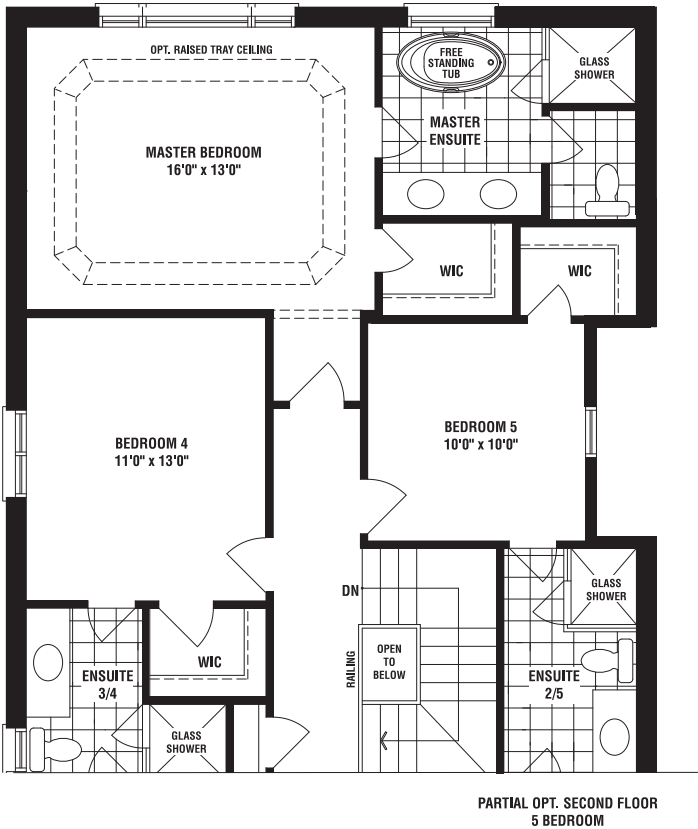 OPT. RAISED TRAY CEILING
FREE
STANDING
TUB
GLASS
SHOWER
MASTER BEDROOM
16'0" x 13'0"
MASTER
ENSUITE
WIC
WIC
BEDROOM 4
11'0" x 13'0"
BEDROOM 5
10'0" x 10'0"
DN
GLASS
SHOWER
WIC
RAILING
OPEN
TO
BELOW
ENSUITE
3/4
ENSUITE
2/5
GLASS
SHOWER
PARTIAL OPT. SECOND FLOOR
5 BEDROOM